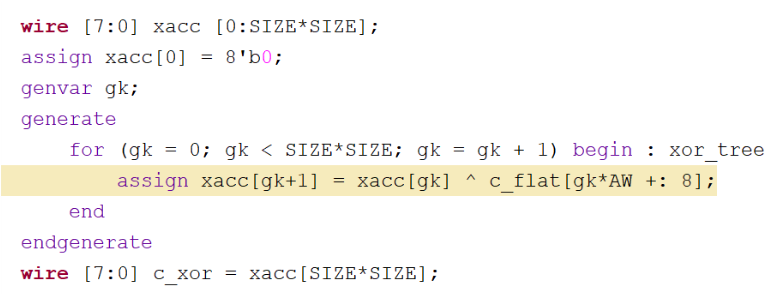 wire [7:0] xacc [0:SIZE*SIZE];
assign xacc[0] = 8'b0;
genvar gk;
generate
    for (gk = 0; gk < SIZE*SIZE; gk = gk + 1) begin : xor_tree
        assign xacc[gk+1] = xacc[gk] ^ c_flat[gk*AW +: 8];
    end
endgenerate
wire [7:0] c_xor = xacc[SIZE*SIZE];